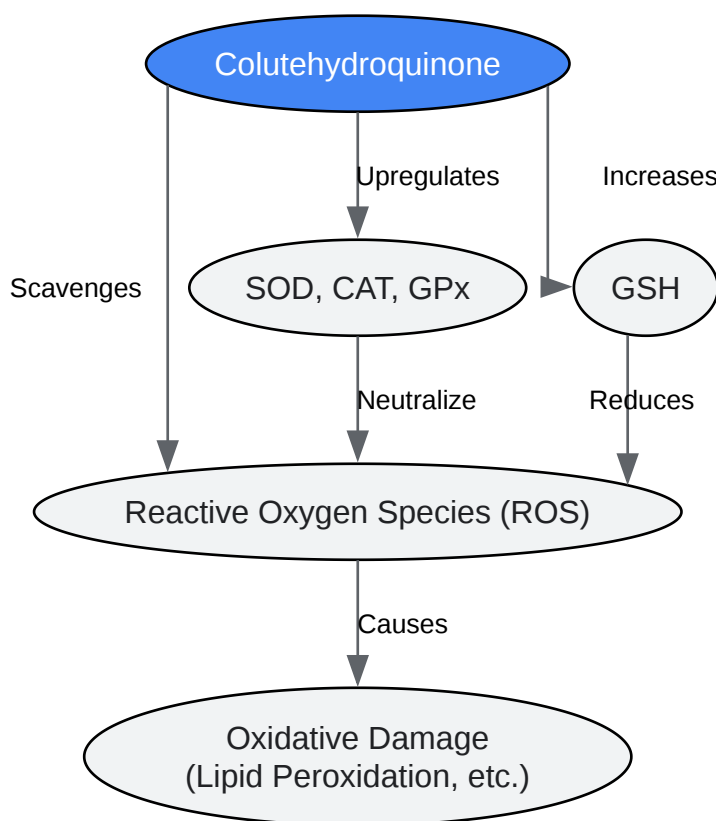 Colutehydroquinone
Upregulates
Increases
Scavenges
SOD, CAT, GPx
GSH
Neutralize
Reduces
Reactive Oxygen Species (ROS)
Causes
Oxidative Damage
(Lipid Peroxidation, etc.)